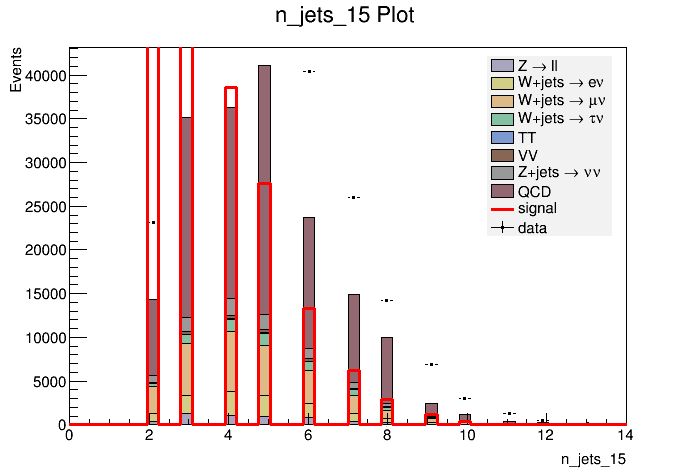 n_jets_15 Plot
Events
40000
35000
30000
25000
20000
15000
10000
5000
0
0 2 4 6 8 10 12 14
n_jets_15
Z → ll
W+jets → eν
W+jets → μν
W+jets → τν
TT
VV
Z+jets → νν
QCD
signal
data